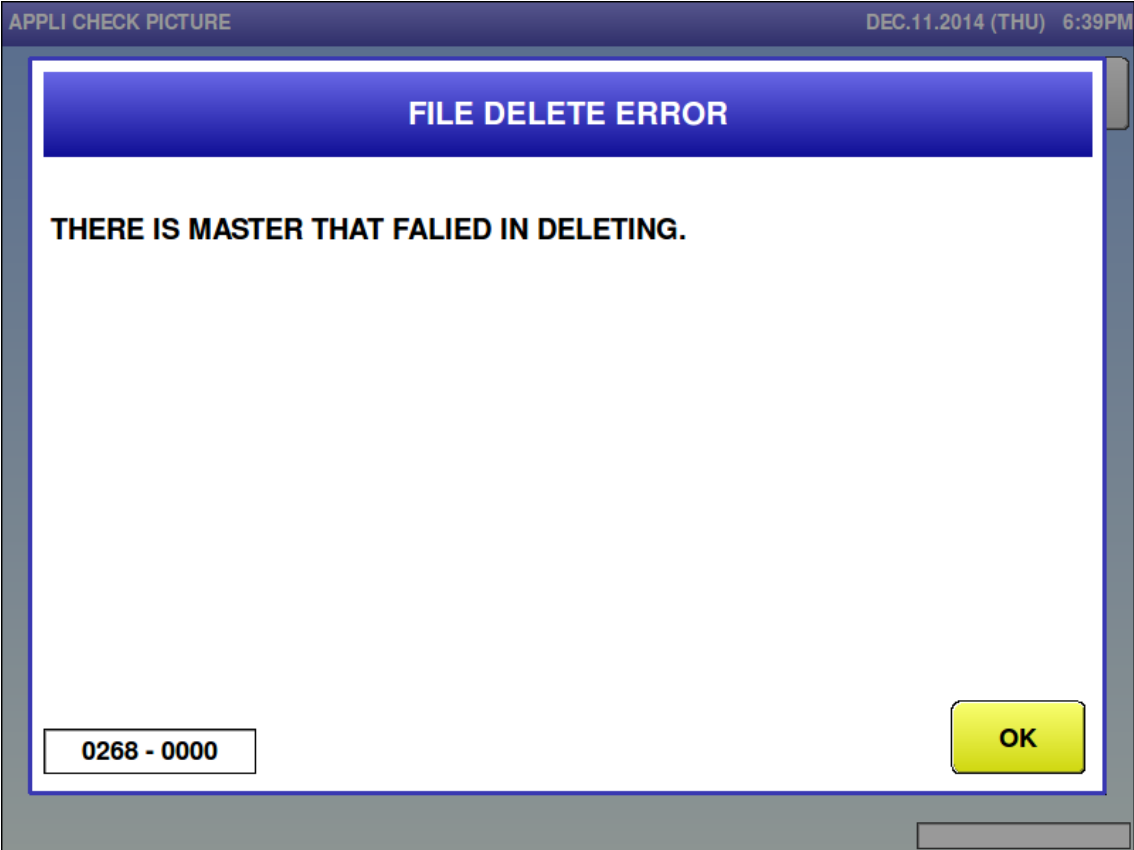 APPLI CHECK PICTURE DEC.11.2014 (THU) 6:39PM
FILE DELETE ERROR
THERE IS MASTER THAT FALIED IN DELETING.
0268 - 0000
OK